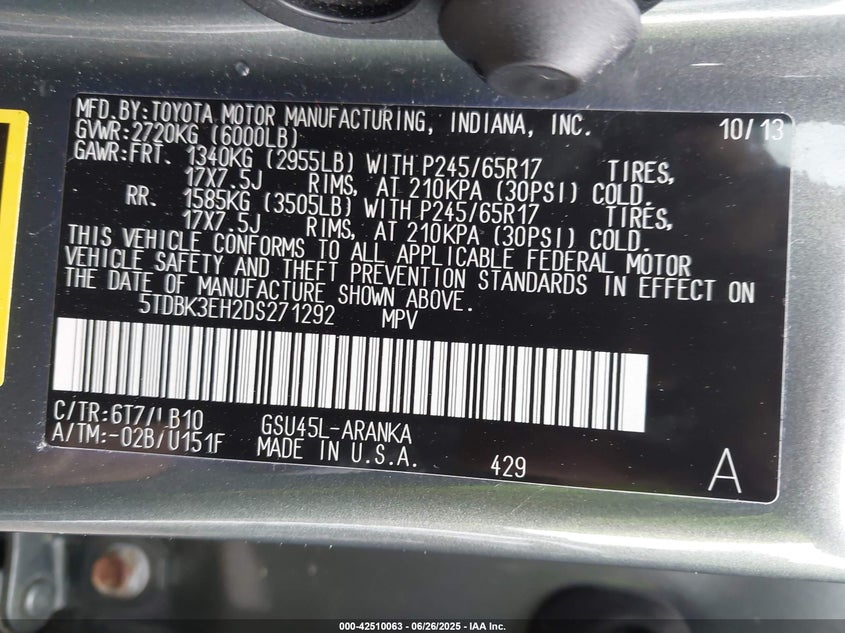 MFD.BY:TOYOTA MOTOR MANUFACTURING, INDIANA, INC. 10/13
GVWR:2720KG (6000LB)
GAWR:FRT. 1340KG (2955LB) WITH P245/65R17 TIRES,
17X7.5J RIMS, AT 210KPA (30PSI) COLD.
RR. 1585KG (3505LB) WITH P245/65R17 TIRES,
17X7.5J RIMS, AT 210KPA (30PSI) COLD.
THIS VEHICLE CONFORMS TO ALL APPLICABLE FEDERAL MOTOR
VEHICLE SAFETY AND THEFT PREVENTION STANDARDS IN EFFECT ON
THE DATE OF MANUFACTURE SHOWN ABOVE.
5TDBK3EH2DS271292 MPV
C/TR:6T7/LB10 GSU45L-ARANKA
A/TM:-02B/U151F MADE IN U.S.A. 429 A
000-42510063 / 06/26/2025 - IAA Inc.